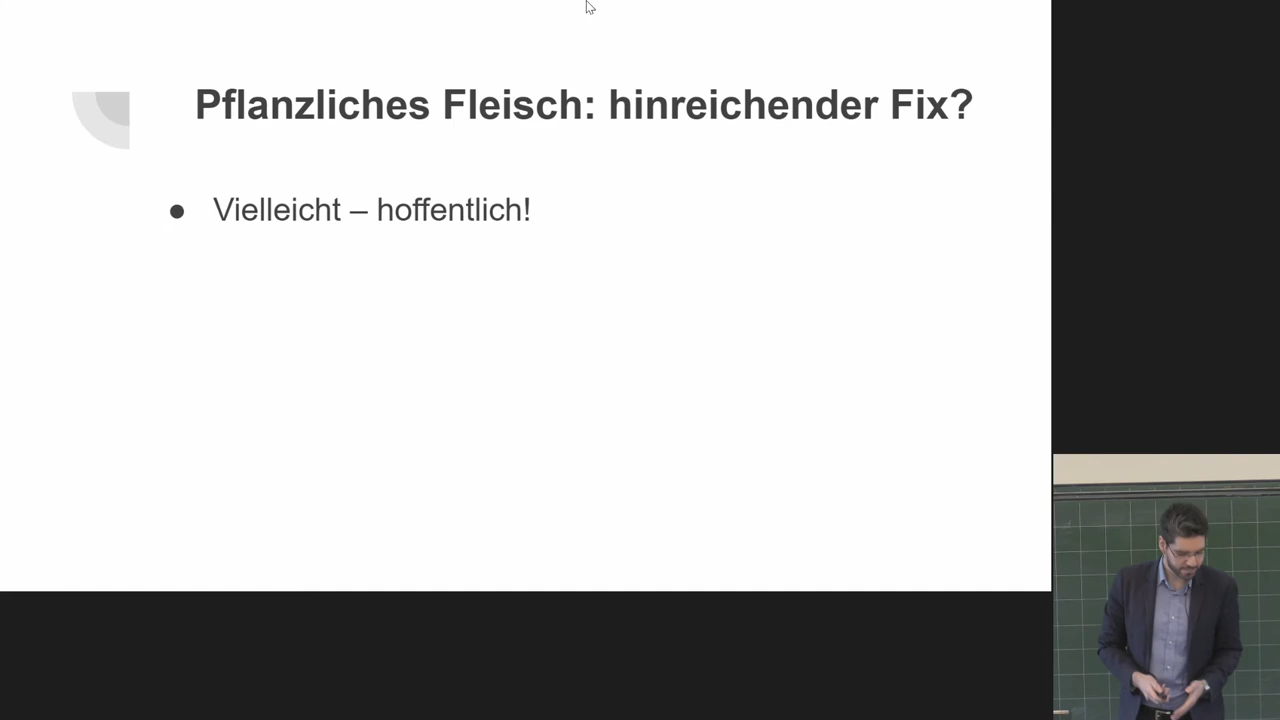 Pflanzliches Fleisch: hinreichender Fix?
● Vielleicht – hoffentlich!